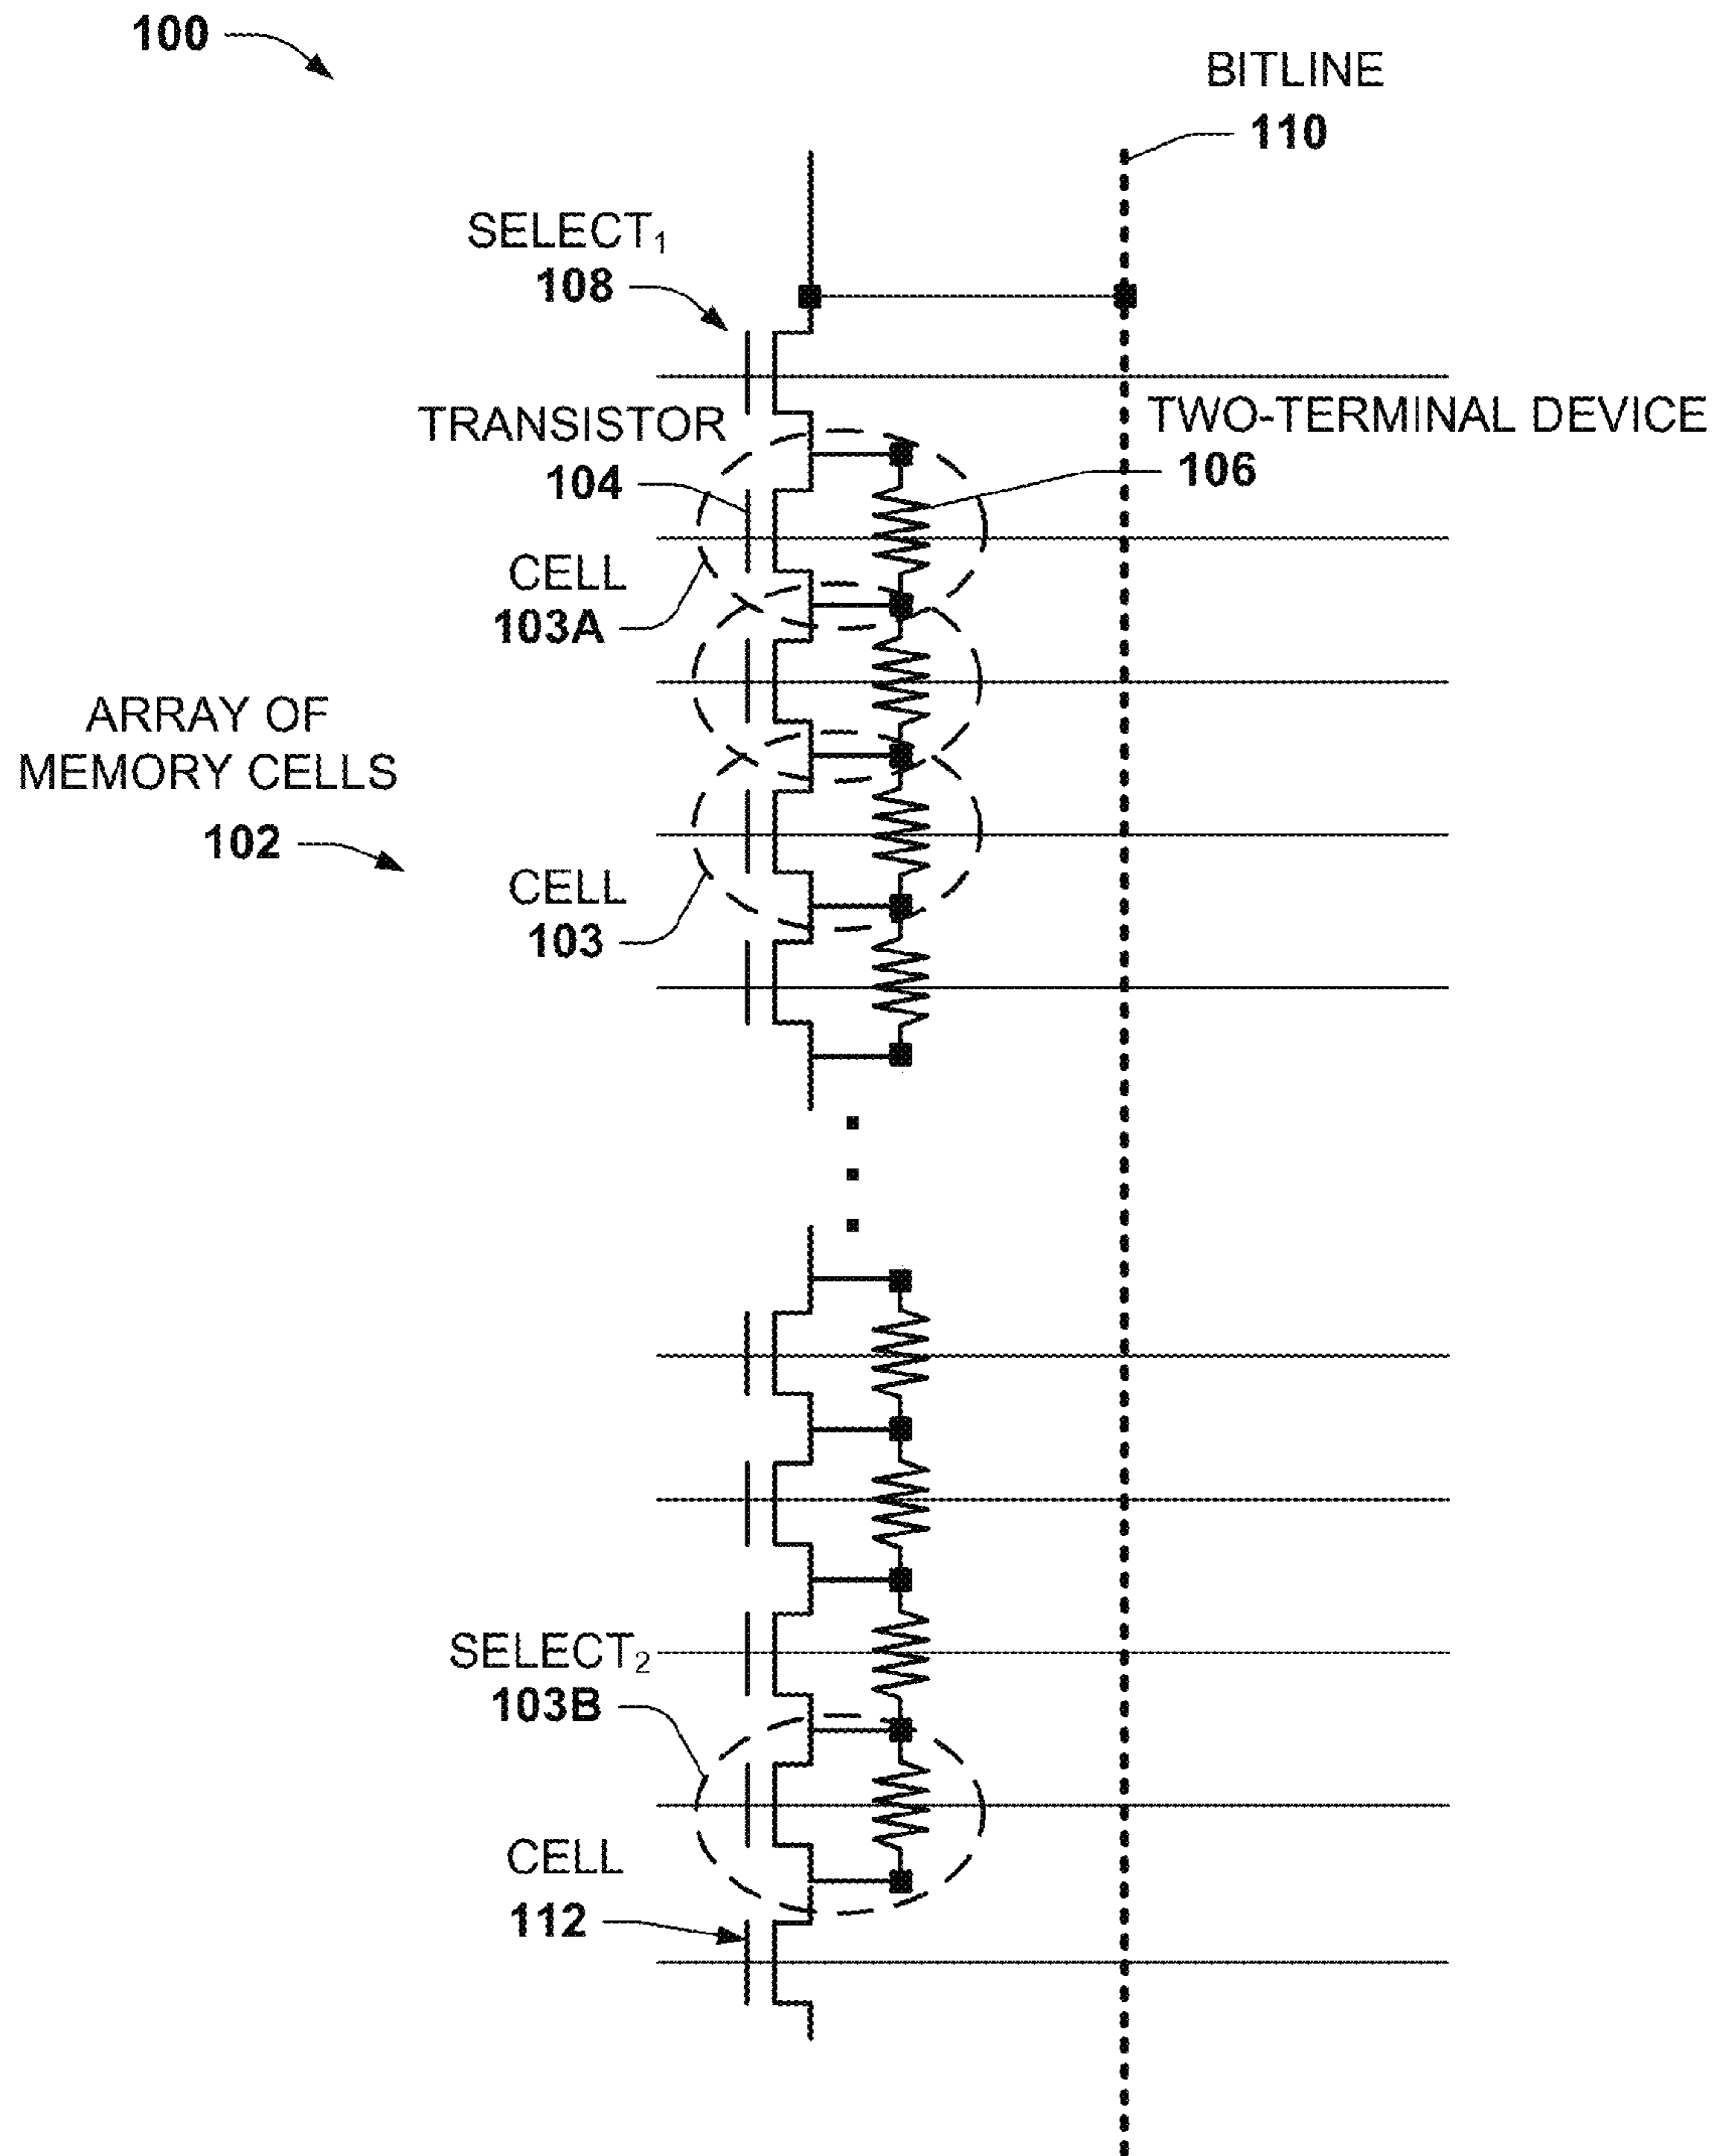 100
BITLINE
110
SELECT₁
108
TRANSISTOR
104
TWO-TERMINAL DEVICE
106
CELL
103A
ARRAY OF
MEMORY CELLS
102
CELL
103
SELECT₂
103B
CELL
112